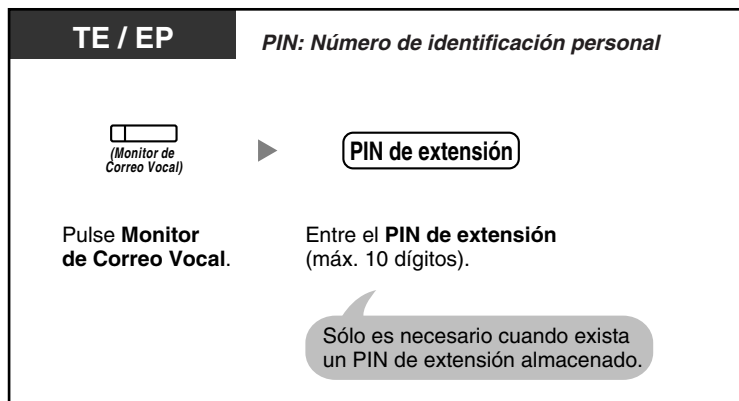 TE / EP
PIN: Número de identificación personal
(Monitor de
Correo Vocal)
PIN de extensión
Pulse Monitor
de Correo Vocal.
Entre el PIN de extensión
(máx. 10 dígitos).
Sólo es necesario cuando exista
un PIN de extensión almacenado.